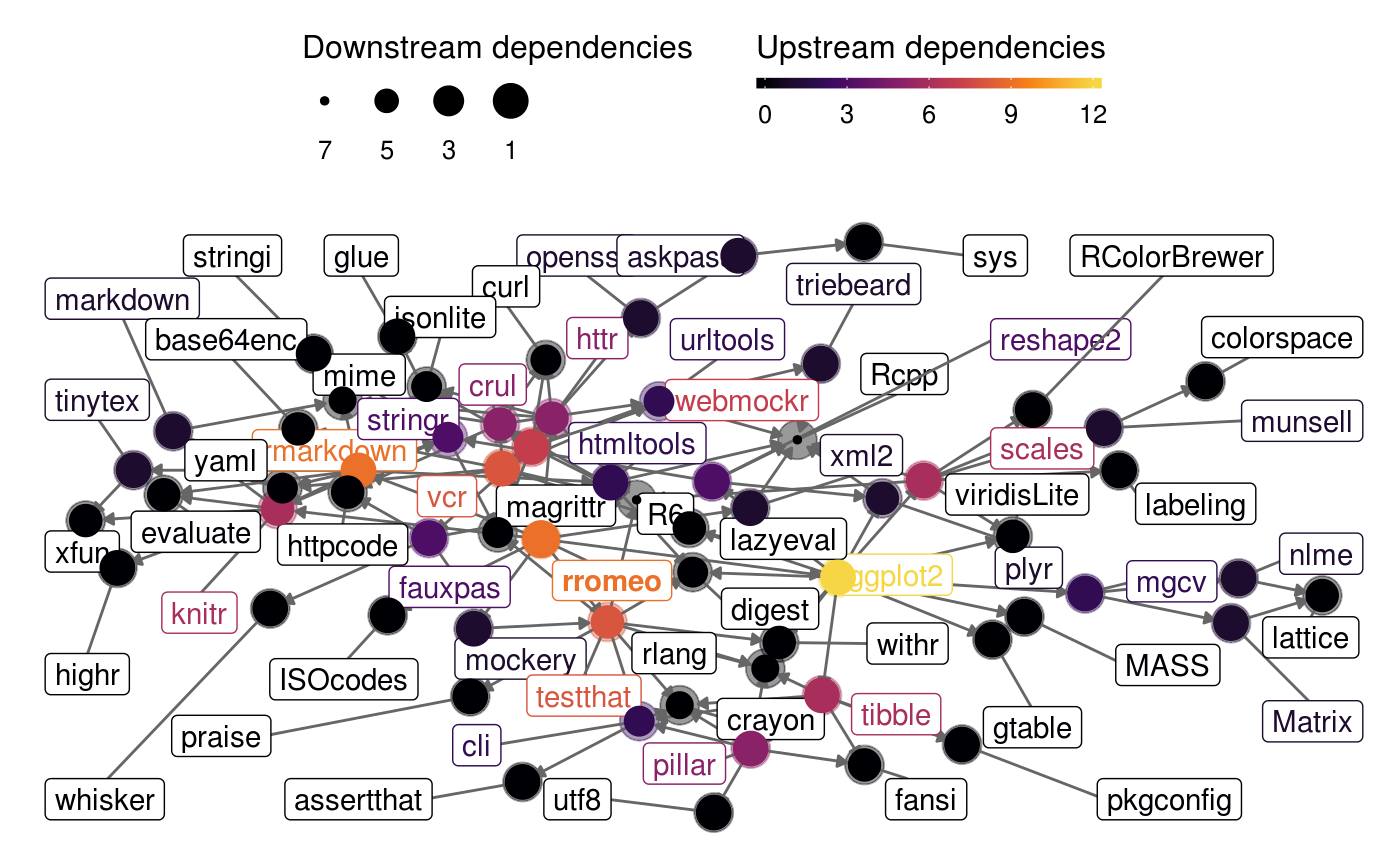 Downstream dependencies
Upstream dependencies
7 5 3 1
0 3 6 9 12
stringi
glue
openss
askpas
sys
RColorBrewer
markdown
curl
triebeard
base64enc
jsonlite
httr
urltools
reshape2
colorspace
mime
crul
Rcpp
tinytex
stringr
webmockr
munsell
rmarkdown
htmltools
scales
yaml
xml2
vcr
magrittr
R6
viridisLite
labeling
evaluate
httpcode
lazyeval
xfun
fauxpas
rromeo
ggplot2
plyr
mgcv
nlme
knitr
digest
withr
lattice
highr
ISOcodes
mockery
rlang
MASS
testthat
praise
cli
crayon
tibble
gtable
Matrix
pillar
whisker
assertthat
utf8
fansi
pkgconfig